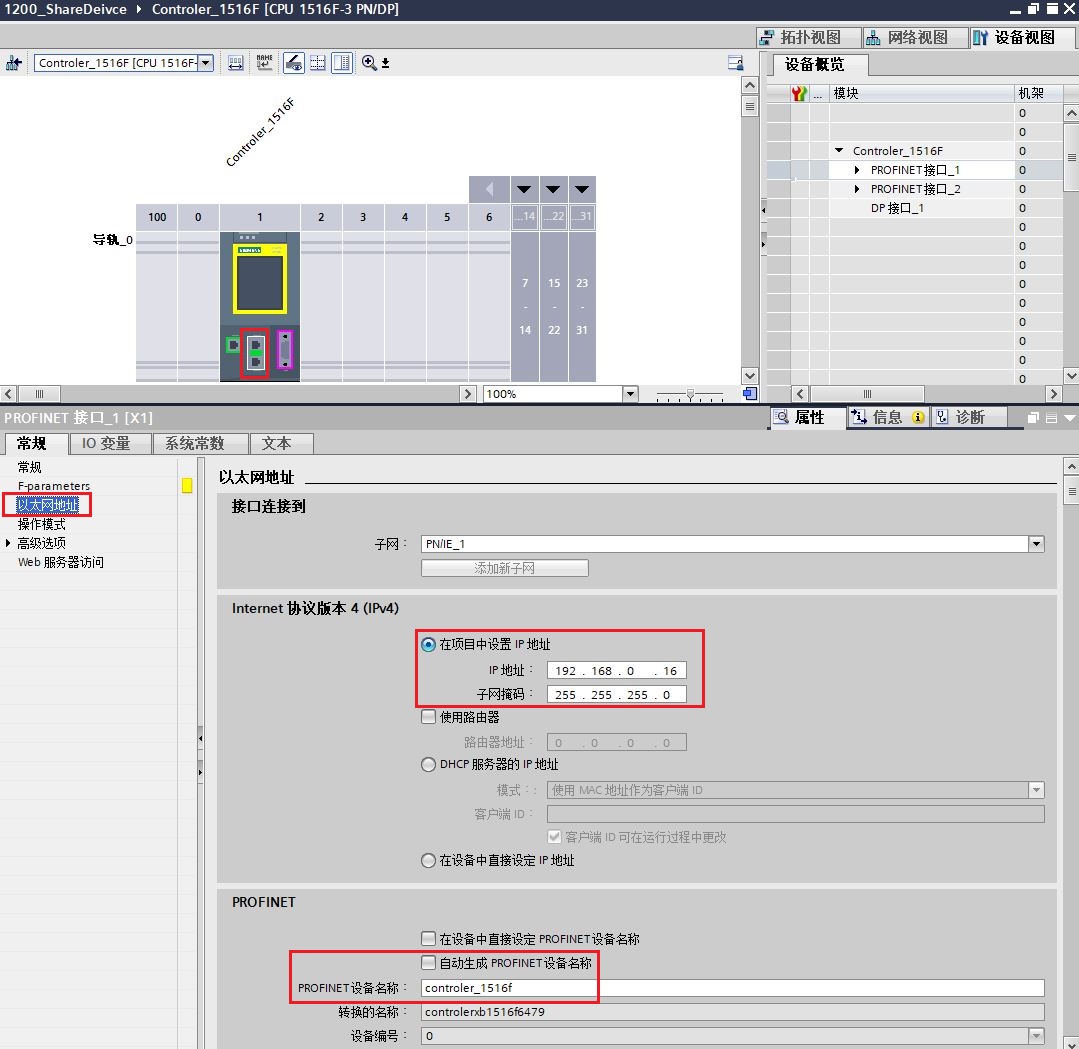 1200_ShareDeivce ▸ Controler_1516F [CPU 1516F-3 PN/DP]
拓扑视图 网络视图 设备视图
Controler_1516F [CPU 1516F-
设备概览
... 模块 机架
Controler_1516F
0
0
Controler_1516F 0
PROFINET接口_1 0
PROFINET接口_2 0
DP 接口_1 0
0
0
0
0
0
0
0
0
0
100 0 1 2 3 4 5 6 ...14 ...22 ...31
导轨_0
SIEMENS
7 15 23
- - -
14 22 31
100%
PROFINET 接口_1 [X1]
属性 信息 诊断
常规 IO 变量 系统常数 文本
常规
F-parameters
以太网地址
操作模式
高级选项
Web 服务器访问
以太网地址
接口连接到
子网： PN/IE_1
添加新子网
Internet 协议版本 4 (IPv4)
在项目中设置 IP 地址
IP 地址： 192 . 168 . 0 . 16
子网掩码： 255 . 255 . 255 . 0
使用路由器
路由器地址： 0 . 0 . 0 . 0
DHCP 服务器的 IP 地址
模式：: 使用 MAC 地址作为客户端 ID
客户端 ID：
客户端 ID 可在运行过程中更改
在设备中直接设定 IP 地址
PROFINET
在设备中直接设定 PROFINET设备名称
自动生成 PROFINET设备名称
PROFINET设备名称： controler_1516f
转换的名称： controlerxb1516f6479
设备编号： 0